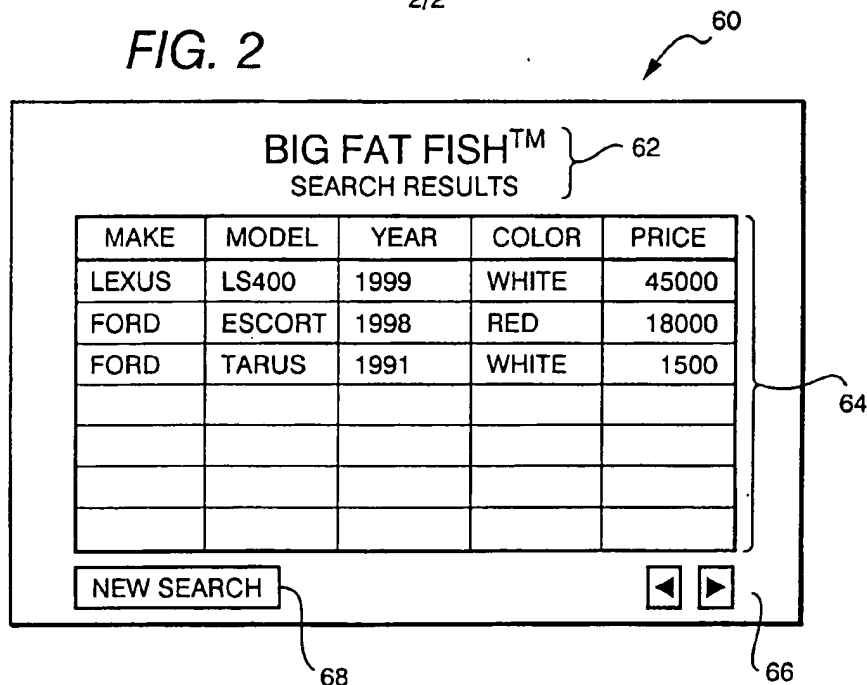 2/2
FIG. 2
60
BIG FAT FISH™
62
SEARCH RESULTS
MAKE MODEL YEAR COLOR PRICE
LEXUS LS400 1999 WHITE 45000
FORD ESCORT 1998 RED 18000
FORD TARUS 1991 WHITE 1500
64
NEW SEARCH
68
66